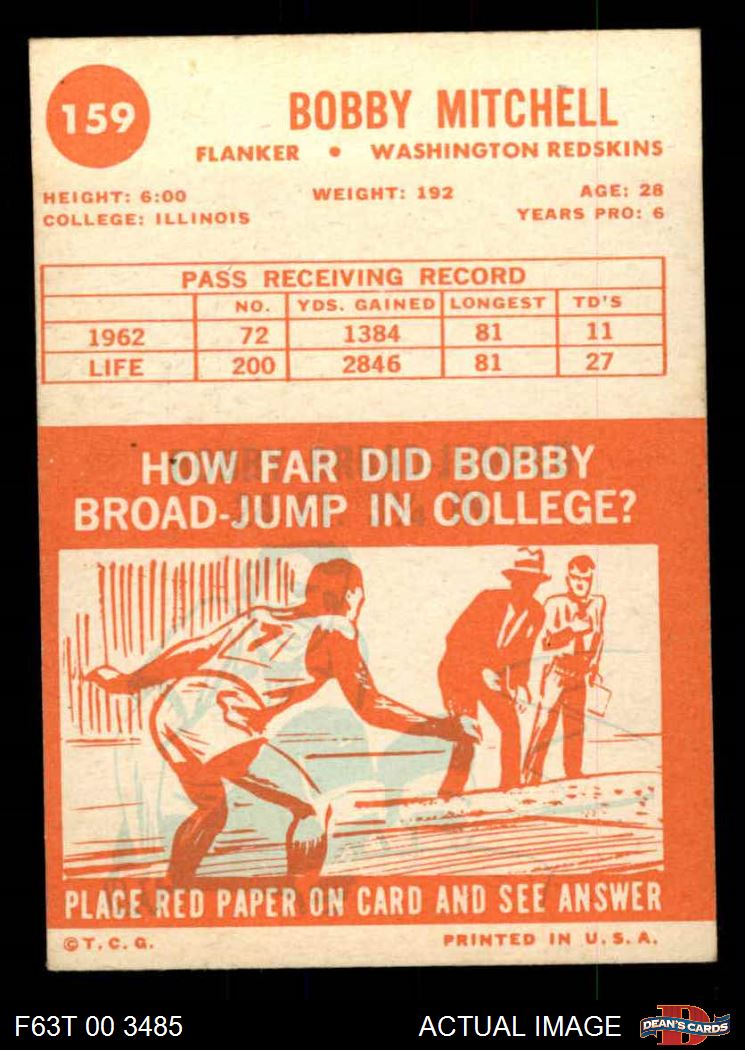 159
BOBBY MITCHELL
FLANKER • WASHINGTON REDSKINS
HEIGHT: 6:00 WEIGHT: 192 AGE: 28
COLLEGE: ILLINOIS YEARS PRO: 6
PASS RECEIVING RECORD
NO. YDS. GAINED LONGEST TD'S
1962 72 1384 81 11
LIFE 200 2846 81 27
HOW FAR DID BOBBY
BROAD-JUMP IN COLLEGE?
7
PLACE RED PAPER ON CARD AND SEE ANSWER
©T.C.G. PRINTED IN U.S.A.
F63T 00 3485 ACTUAL IMAGE D DEAN'S CARDS